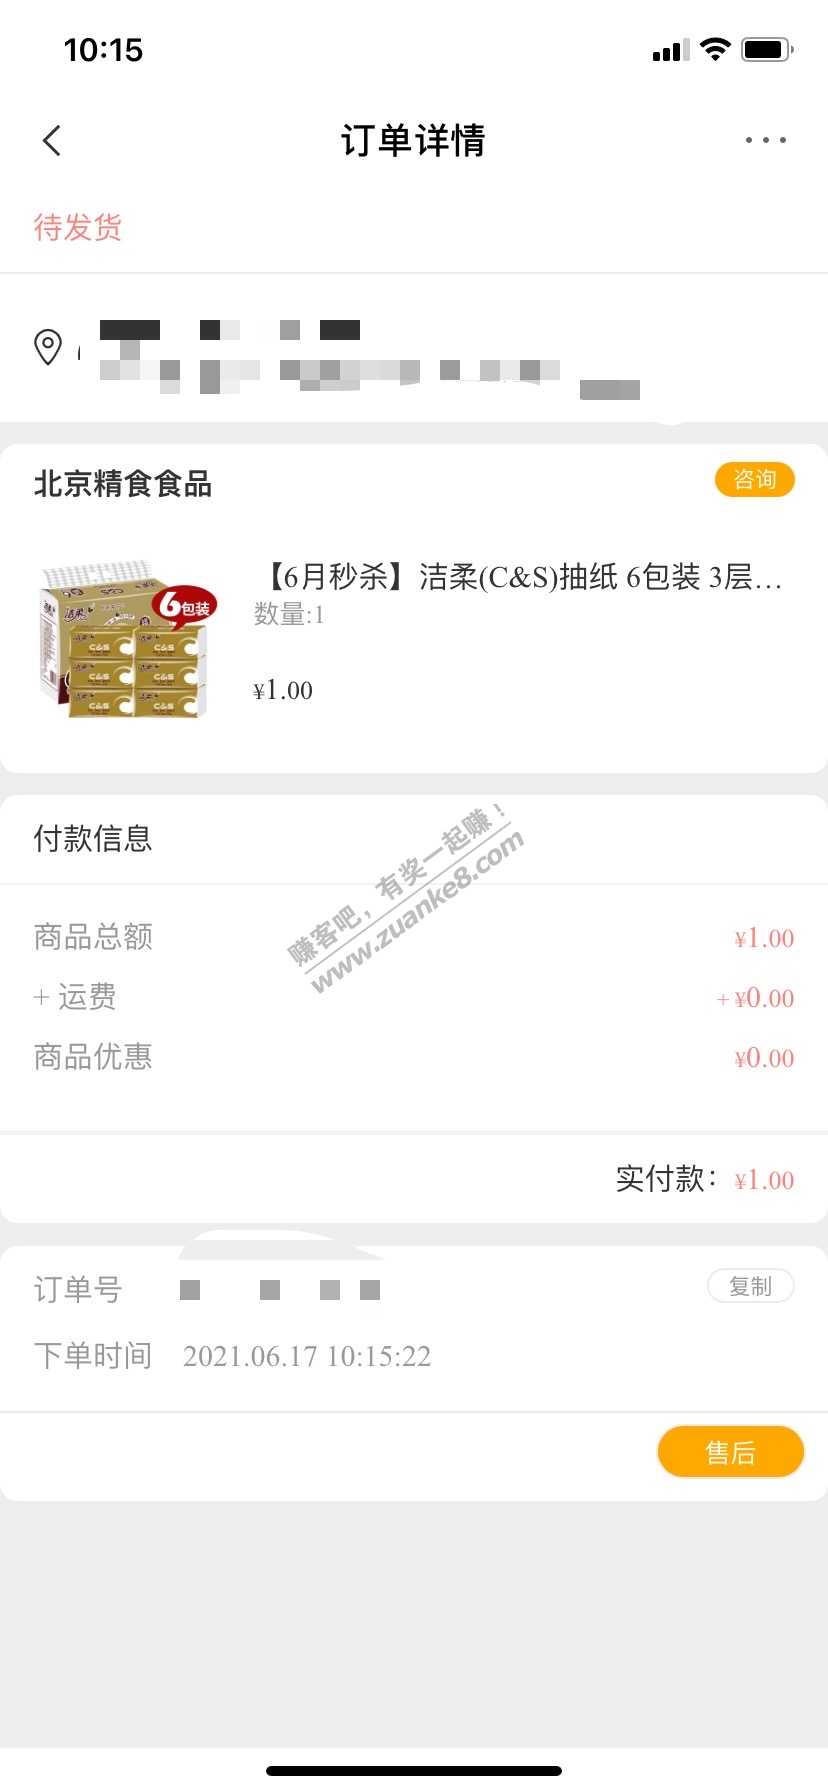 10:15
订单详情
待发货
北京精食食品
咨询
【6月秒杀】洁柔(C&S)抽纸 6包装 3层...
数量:1
6包装
C&S C&S
C&S C&S
C&S C&S
¥1.00
付款信息
赚客吧，有奖一起赚！
www.zuanke8.com
商品总额 ¥1.00
+ 运费 + ¥0.00
商品优惠 ¥0.00
实付款： ¥1.00
订单号
复制
下单时间 2021.06.17 10:15:22
售后